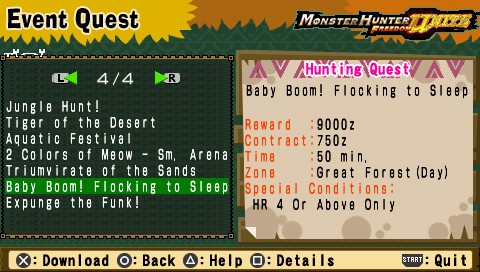 Event Quest
MONSTER HUNTER
FREEDOM UNITE
L 4/4 R
Jungle Hunt!
Tiger of the Desert
Aquatic Festival
2 Colors of Meow - Sm. Arena
Triumvirate of the Sands
Baby Boom! Flocking to Sleep
Expunge the Funk!
Hunting Quest
Baby Boom! Flocking to Sleep
Reward :9000z
Contract:750z
Time :50 min.
Zone :Great Forest(Day)
Special Conditions:
HR 4 Or Above Only
X: Download O: Back △: Help □: Details START: Quit